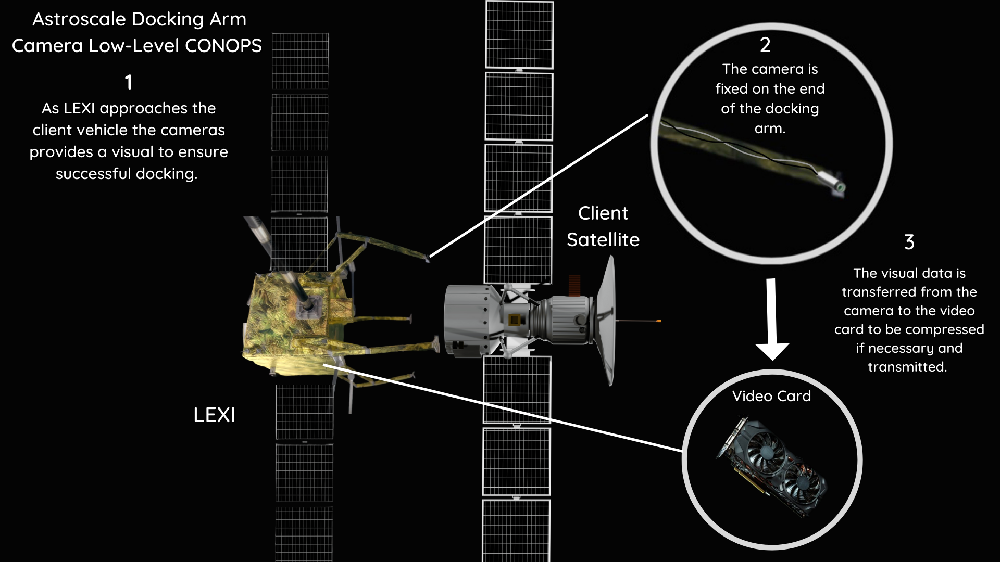 Astroscale Docking Arm
Camera Low-Level CONOPS
1
As LEXI approaches the
client vehicle the cameras
provides a visual to ensure
successful docking.
2
The camera is
fixed on the end
of the docking
arm.
Client
Satellite
3
The visual data is
transferred from the
camera to the video
card to be compressed
if necessary and
transmitted.
Video Card
LEXI